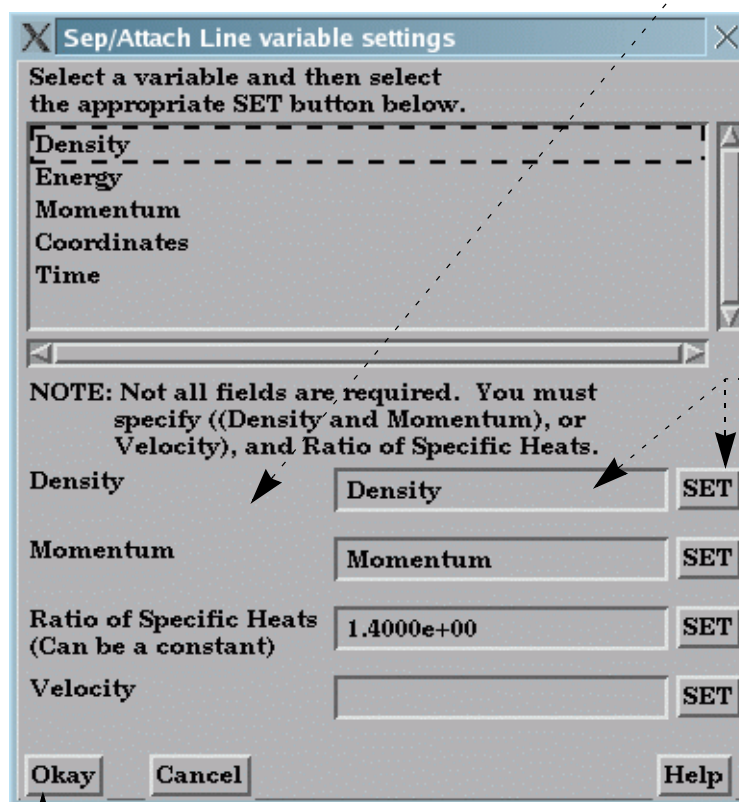 Sep/Attach Line variable settings
Select a variable and then select
the appropriate SET button below.
Density
Energy
Momentum
Coordinates
Time
NOTE: Not all fields are required. You must
specify ((Density and Momentum), or
Velocity), and Ratio of Specific Heats.
Density Density SET
Momentum Momentum SET
Ratio of Specific Heats 1.4000e+00 SET
(Can be a constant)
Velocity SET
Okay Cancel Help